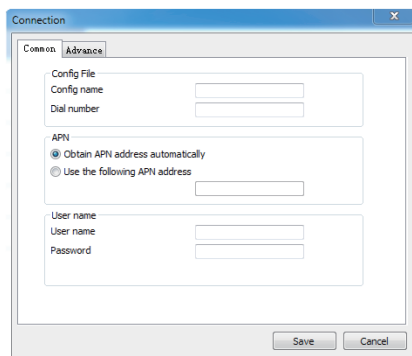 Connection
Common Advance
Config File
Config name
Dial number
APN
Obtain APN address automatically
Use the following APN address
User name
User name
Password
Save Cancel